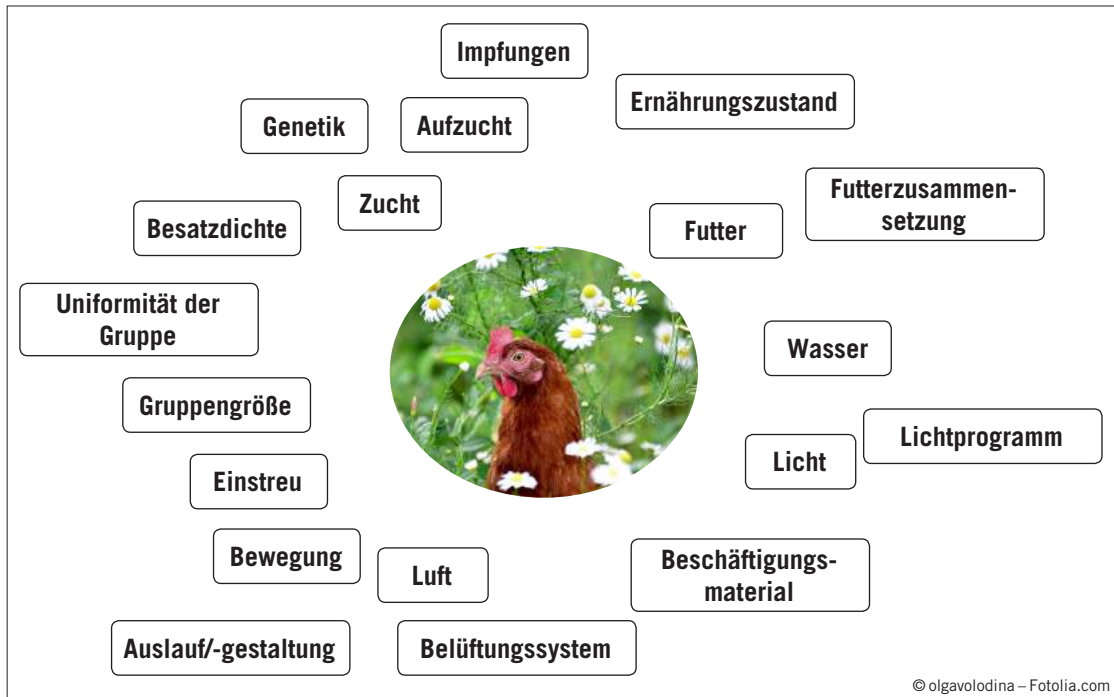 Impfungen
Ernährungszustand
Genetik
Aufzucht
Zucht
Futterzusammen-
setzung
Besatzdichte
Futter
Uniformität der
Gruppe
Wasser
Gruppengröße
Lichtprogramm
Licht
Einstreu
Bewegung
Luft
Beschäftigungs-
material
Auslauf/-gestaltung
Belüftungssystem
© olgavolodina – Fotolia.com